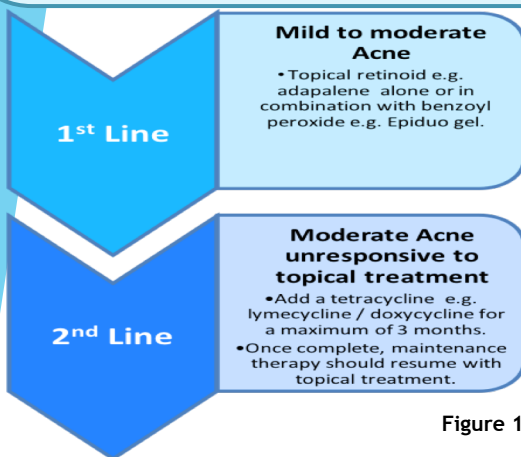 1st Line
Mild to moderate
Acne
•Topical retinoid e.g.
adapalene alone or in
combination with benzoyl
peroxide e.g. Epiduo gel.
2nd Line
Moderate Acne
unresponsive to
topical treatment
•Add a tetracycline e.g.
lymecycline / doxycycline for
a maximum of 3 months.
•Once complete, maintenance
therapy should resume with
topical treatment.
Figure 1